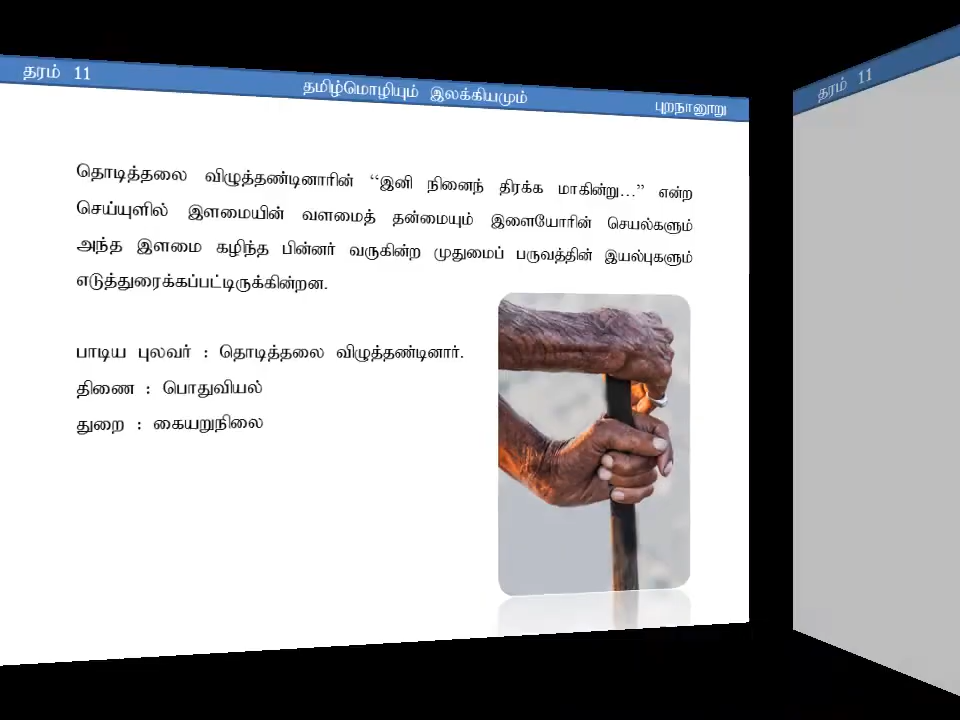 தரம் 11
தமிழ்மொழியும் இலக்கியமும்
புறநானூறு
தொடித்தலை விழுத்தண்டினாரின் “இனி நினைந் திரக்க மாகின்று...” என்ற
செய்யுளில் இளமையின் வளமைத் தன்மையும் இளையோரின் செயல்களும்
அந்த இளமை கழிந்த பின்னர் வருகின்ற முதுமைப் பருவத்தின் இயல்புகளும்
எடுத்துரைக்கப்பட்டிருக்கின்றன.
பாடிய புலவர் : தொடித்தலை விழுத்தண்டினார்.
திணை : பொதுவியல்
துறை : கையறுநிலை
தரம் 11